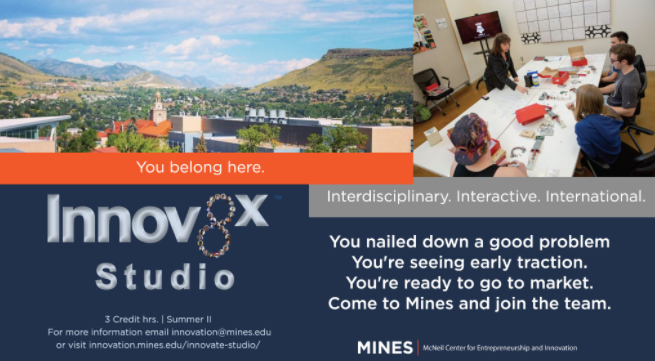 You belong here.
Interdisciplinary. Interactive. International.
Innov8x™
Studio
3 Credit hrs. | Summer II
For more information email innovation@mines.edu
or visit innovation.mines.edu/innovate-studio/
You nailed down a good problem
You're seeing early traction.
You're ready to go to market.
Come to Mines and join the team.
MINES | McNeil Center for Entrepreneurship and Innovation